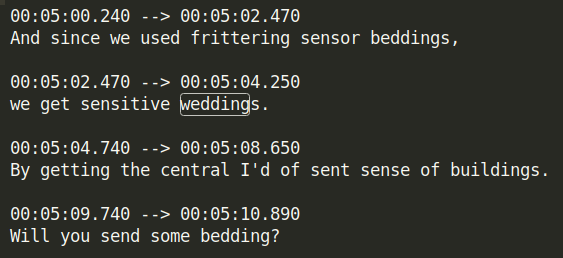 00:05:00.240 --> 00:05:02.470
And since we used frittering sensor beddings,
00:05:02.470 --> 00:05:04.250
we get sensitive weddings.
00:05:04.740 --> 00:05:08.650
By getting the central I'd of sent sense of buildings.
00:05:09.740 --> 00:05:10.890
Will you send some bedding?